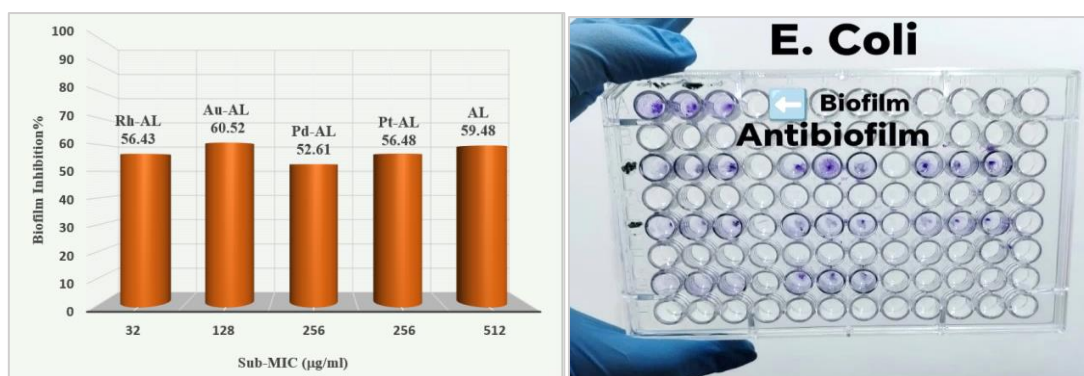 100
90
80
70
60
50
40
30
20
10
0
Biofilm Inhibition%
Rh-AL
56.43
Au-AL
60.52
Pd-AL
52.61
Pt-AL
56.48
AL
59.48
32 128 256 256 512
Sub-MIC (µg/ml)
E. Coli
Biofilm
Antibiofilm